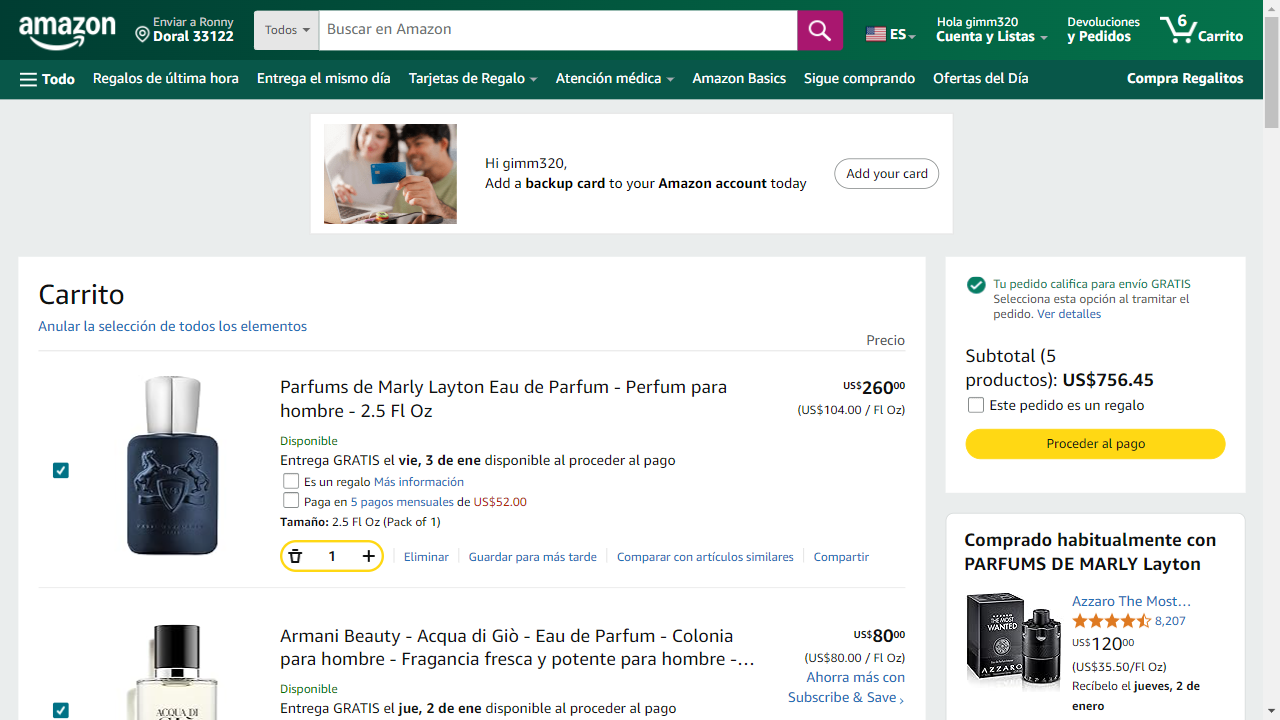 amazon
Enviar a Ronny
Doral 33122
Todos
Buscar en Amazon
ES
Hola gimm320
Cuenta y Listas
Devoluciones
y Pedidos
6
Carrito
Todo
Regalos de última hora
Entrega el mismo día
Tarjetas de Regalo
Atención médica
Amazon Basics
Sigue comprando
Ofertas del Día
Compra Regalitos
Hi gimm320,
Add a backup card to your Amazon account today
Add your card
Carrito
Anular la selección de todos los elementos
Precio
Parfums de Marly Layton Eau de Parfum - Perfum para
hombre - 2.5 Fl Oz
US$26000
(US$104.00 / Fl Oz)
Disponible
Entrega GRATIS el vie, 3 de ene disponible al proceder al pago
Es un regalo Más información
Paga en 5 pagos mensuales de US$52.00
Tamaño: 2.5 Fl Oz (Pack of 1)
1
Eliminar
Guardar para más tarde
Comparar con artículos similares
Compartir
Armani Beauty - Acqua di Giò - Eau de Parfum - Colonia
para hombre - Fragancia fresca y potente para hombre -…
US$8000
(US$80.00 / Fl Oz)
Ahorra más con
Subscribe & Save ›
Disponible
Entrega GRATIS el jue, 2 de ene disponible al proceder al pago
ACQUA DI
Tu pedido califica para envío GRATIS
Selecciona esta opción al tramitar el
pedido. Ver detalles
Subtotal (5
productos): US$756.45
Este pedido es un regalo
Proceder al pago
Comprado habitualmente con
PARFUMS DE MARLY Layton
AZZARO
THE MOST
WANTED
AZZARO
Azzaro The Most…
8,207
US$12000
(US$35.50/Fl Oz)
Recíbelo el jueves, 2 de
enero